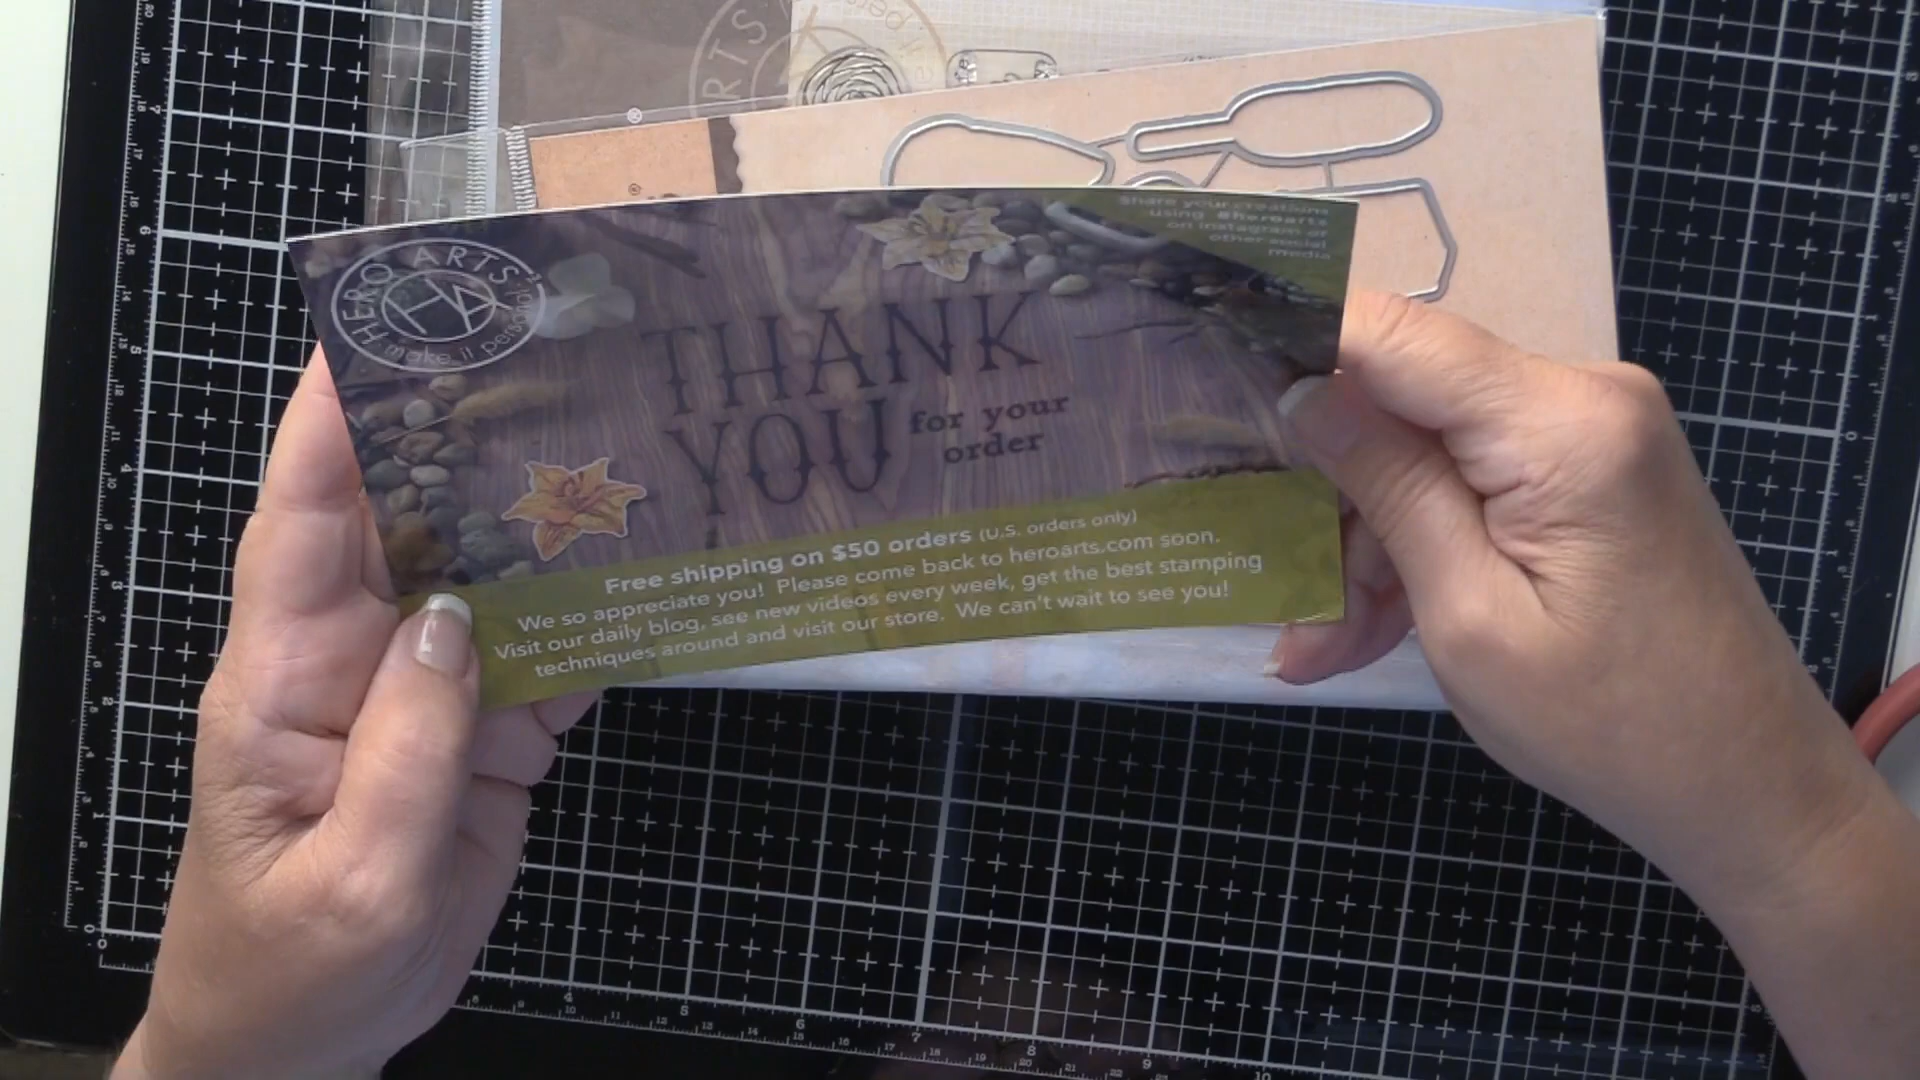 HERO ARTS
make it personal
Share your creations
using #heroarts
on instagram or
other social
media
THANK
YOU for your
order
Free shipping on $50 orders (U.S. orders only)
We so appreciate you! Please come back to heroarts.com soon.
Visit our daily blog, see new videos every week, get the best stamping
techniques around and visit our store. We can't wait to see you!